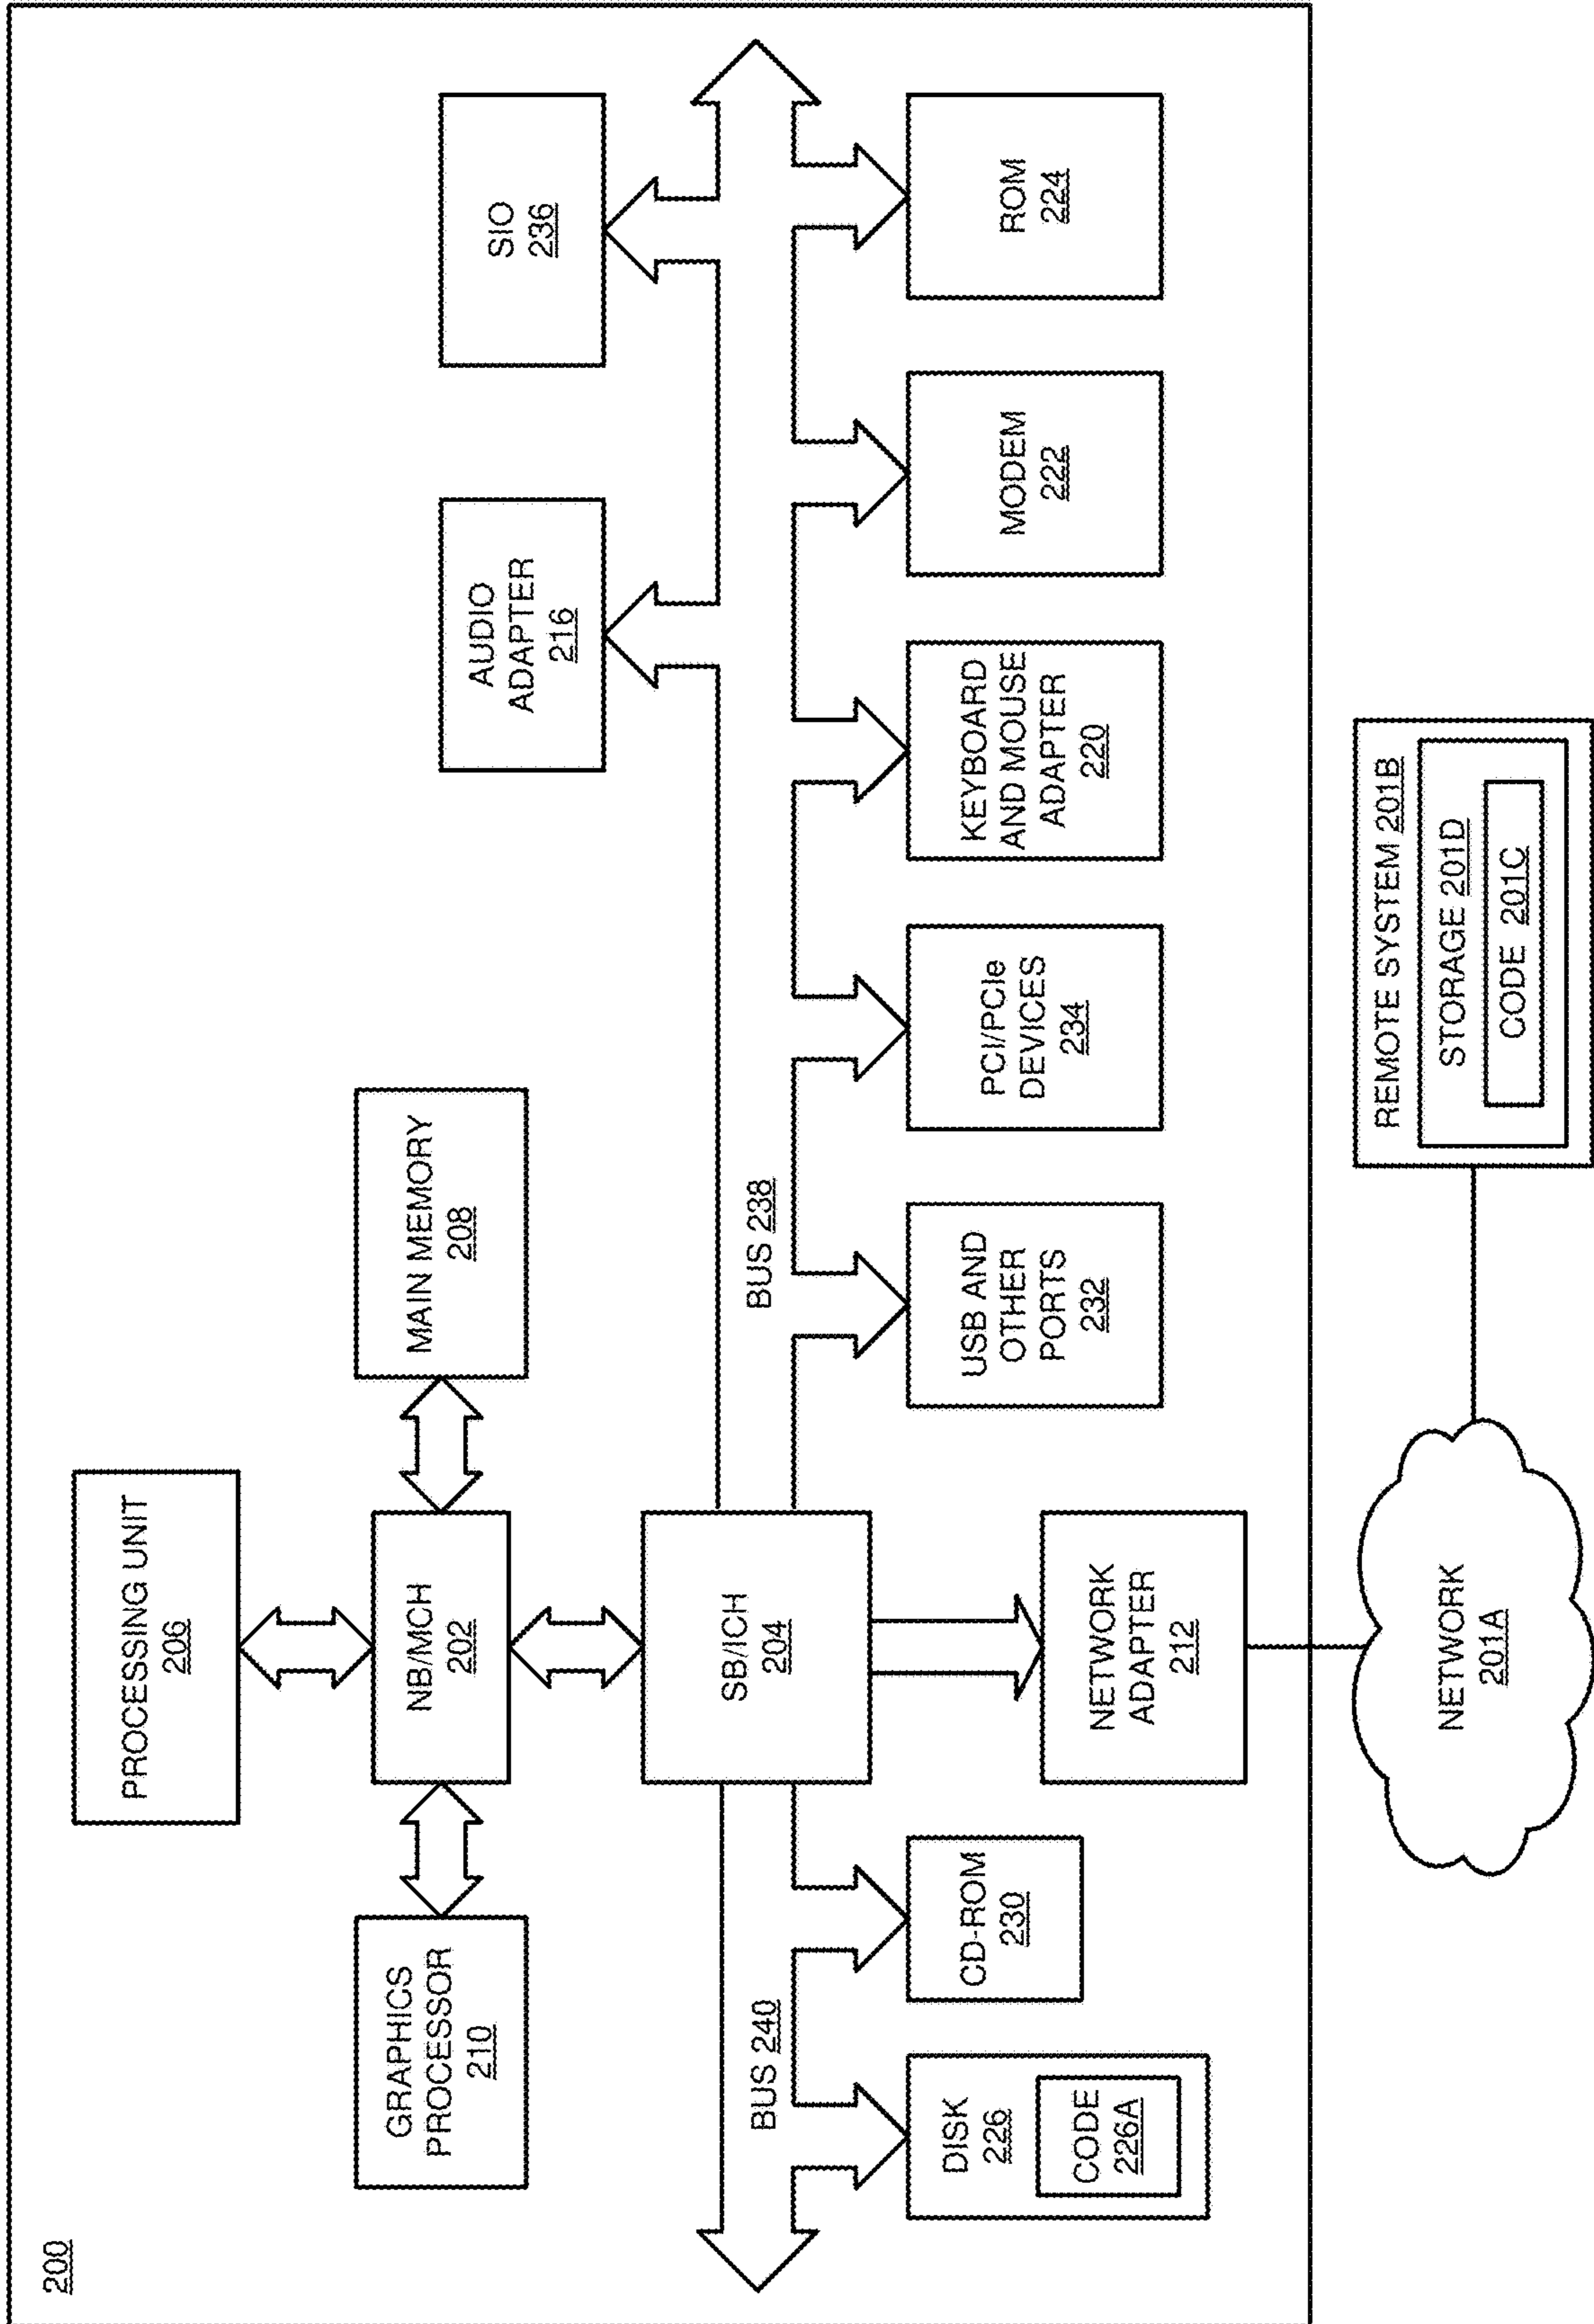 200
PROCESSING UNIT
206
GRAPHICS
PROCESSOR
210
NB/MCH
202
MAIN MEMORY
208
AUDIO
ADAPTER
216
SIO
236
SB/ICH
204
BUS 240
BUS 238
DISK
226
CODE
226A
CD-ROM
230
NETWORK
ADAPTER
212
USB AND
OTHER
PORTS
232
PCI/PCIe
DEVICES
234
KEYBOARD
AND MOUSE
ADAPTER
220
MODEM
222
ROM
224
NETWORK
201A
REMOTE SYSTEM 201B
STORAGE 201D
CODE 201C